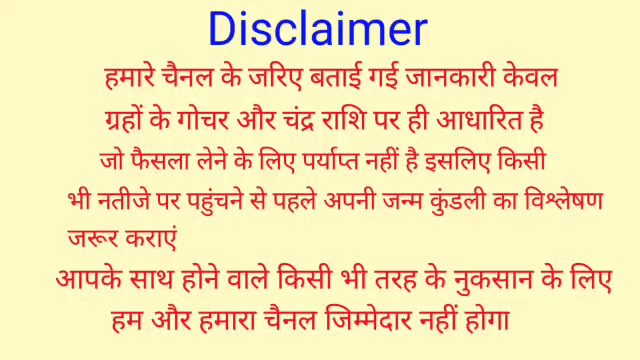 Disclaimer
हमारे चैनल के जरिए बताई गई जानकारी केवल
ग्रहों के गोचर और चंद्र राशि पर ही आधारित है
जो फैसला लेने के लिए पर्याप्त नहीं है इसलिए किसी
भी नतीजे पर पहुंचने से पहले अपनी जन्म कुंडली का विश्लेषण
जरूर कराएं
आपके साथ होने वाले किसी भी तरह के नुकसान के लिए
हम और हमारा चैनल जिम्मेदार नहीं होगा